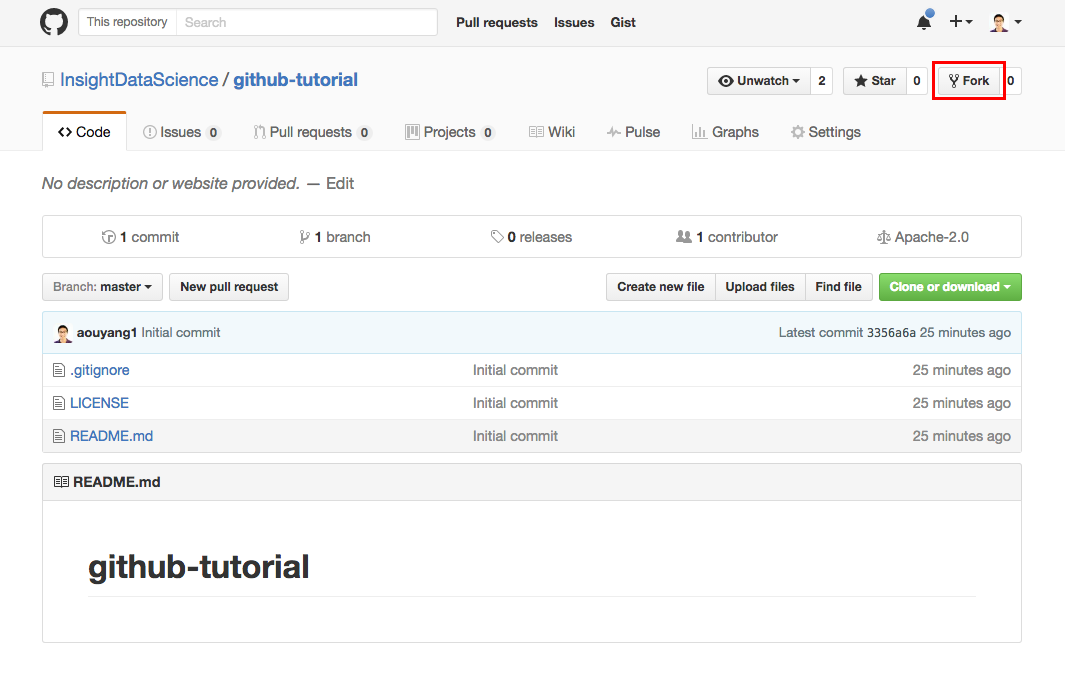 This repository Search Pull requests Issues Gist
InsightDataScience / github-tutorial Unwatch 2 Star 0 Fork 0
Code Issues 0 Pull requests 0 Projects 0 Wiki Pulse Graphs Settings
No description or website provided. — Edit
1 commit 1 branch 0 releases 1 contributor Apache-2.0
Branch: master New pull request Create new file Upload files Find file Clone or download
aouyang1 Initial commit Latest commit 3356a6a 25 minutes ago
.gitignore Initial commit 25 minutes ago
LICENSE Initial commit 25 minutes ago
README.md Initial commit 25 minutes ago
README.md
github-tutorial